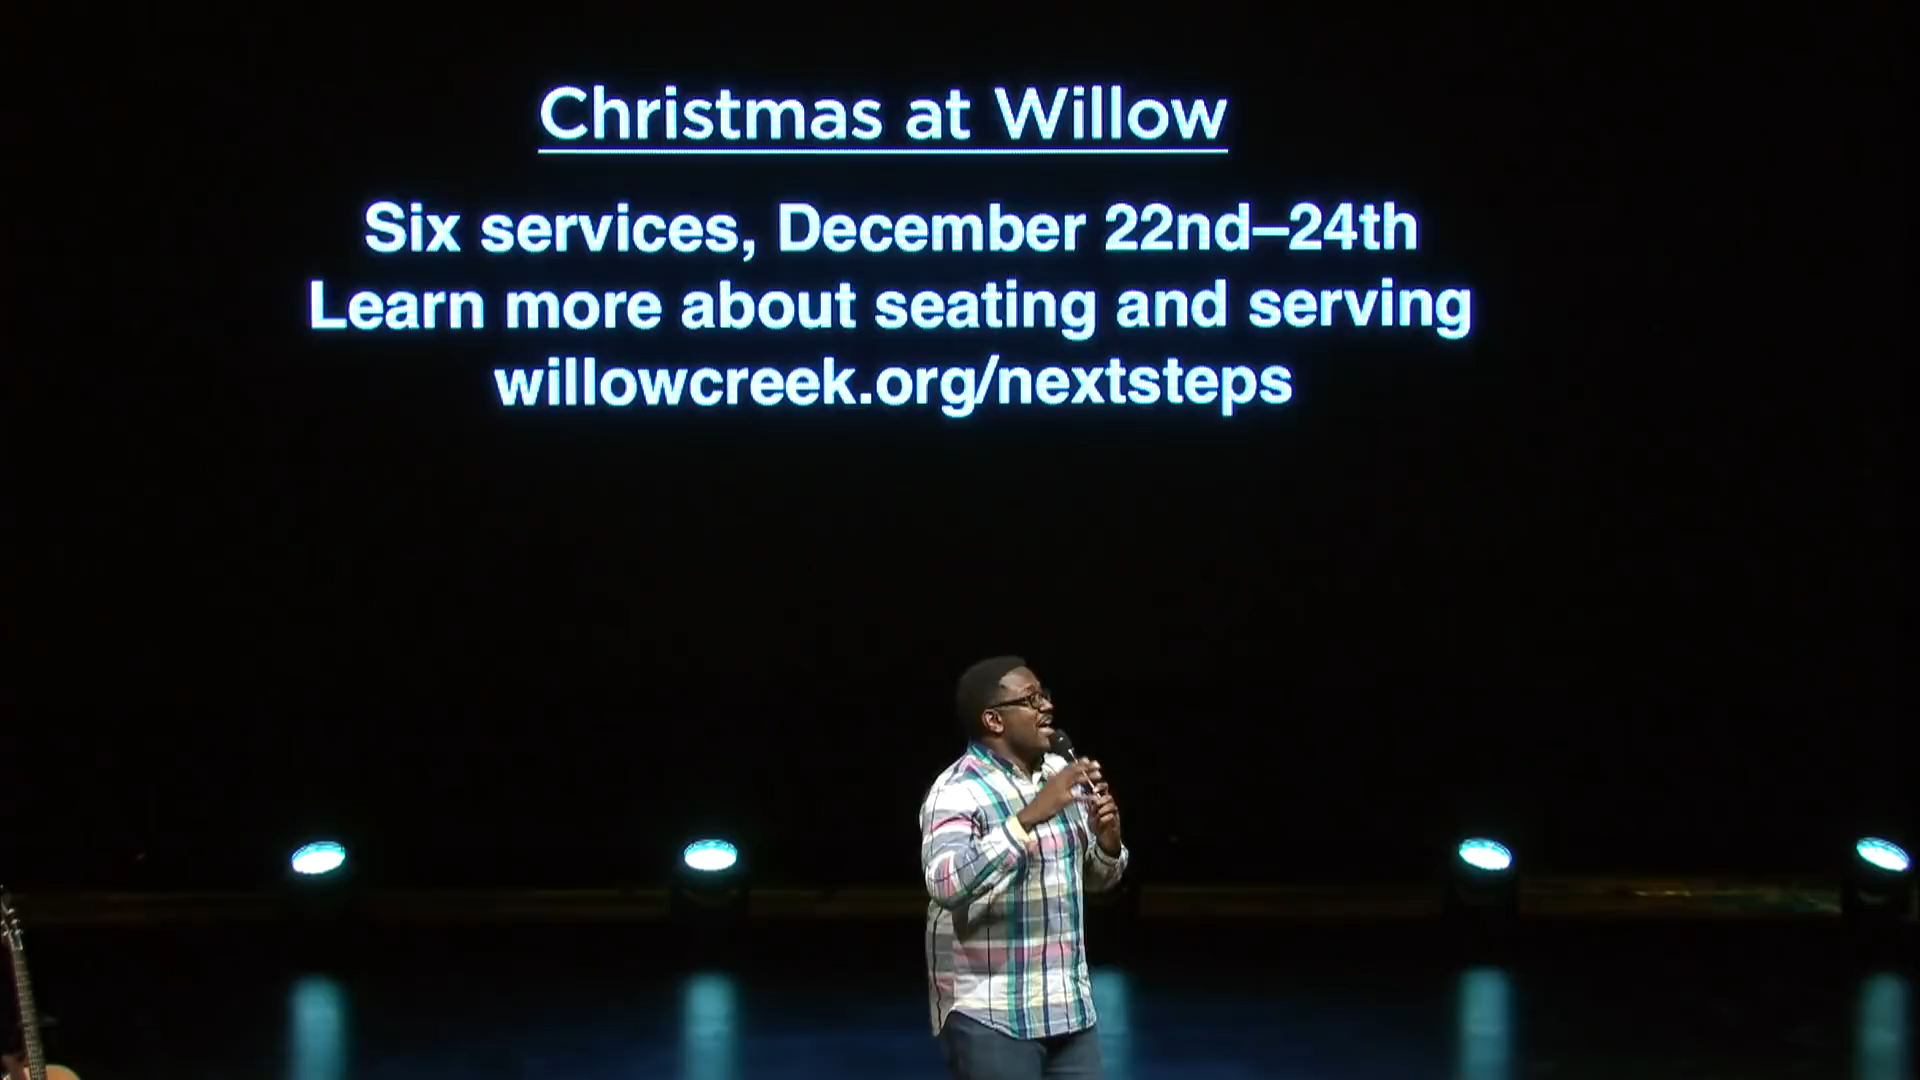 Christmas at Willow
Six services, December 22nd–24th
Learn more about seating and serving
willowcreek.org/nextsteps